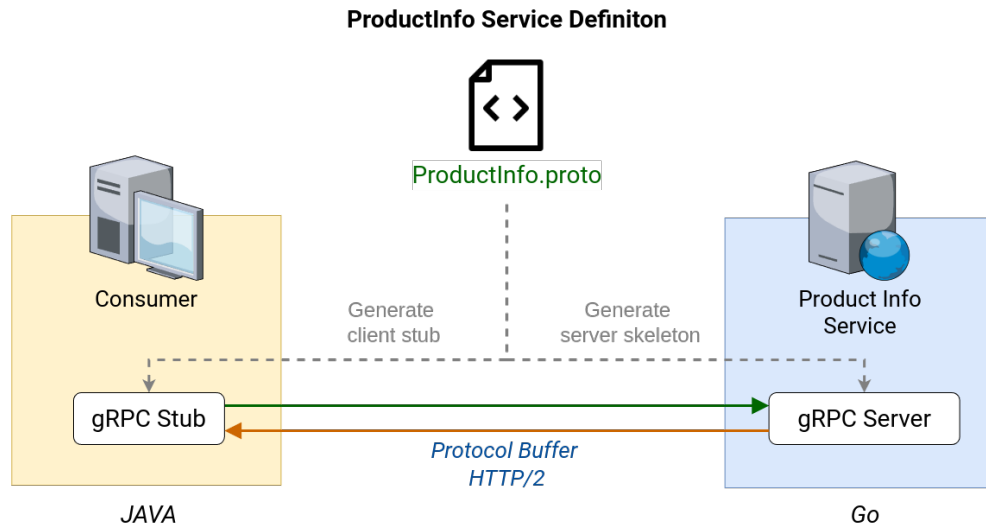 ProductInfo Service Definiton
ProductInfo.proto
Consumer
Product Info
Service
Generate
client stub
Generate
server skeleton
gRPC Stub
gRPC Server
Protocol Buffer
HTTP/2
JAVA
Go